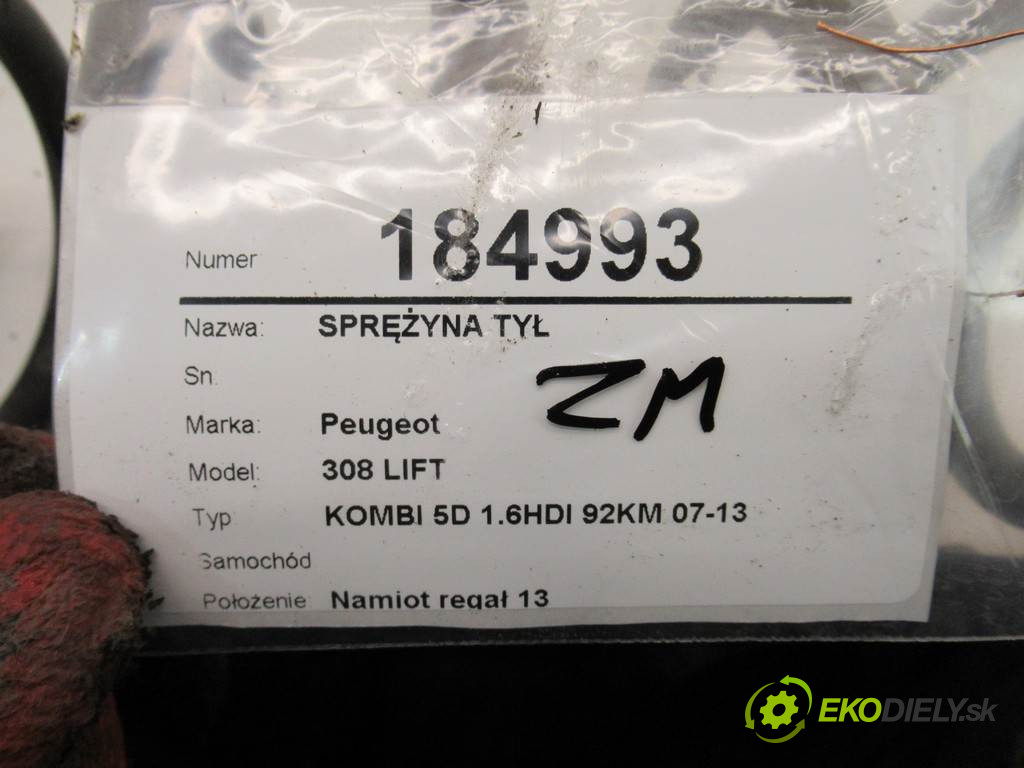 Numer 184993
Nazwa: SPRĘŻYNA TYŁ
Sn.
ZM
Marka: Peugeot
Model: 308 LIFT
Typ KOMBI 5D 1.6HDI 92KM 07-13
Samochód
Położenie: Namiot regał 13
EKODIELY.sk